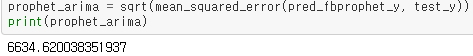 prophet_arima = sqrt(mean_squared_error(pred_fbprophet_y, test_y))
print(prophet_arima)
6634.620038351937